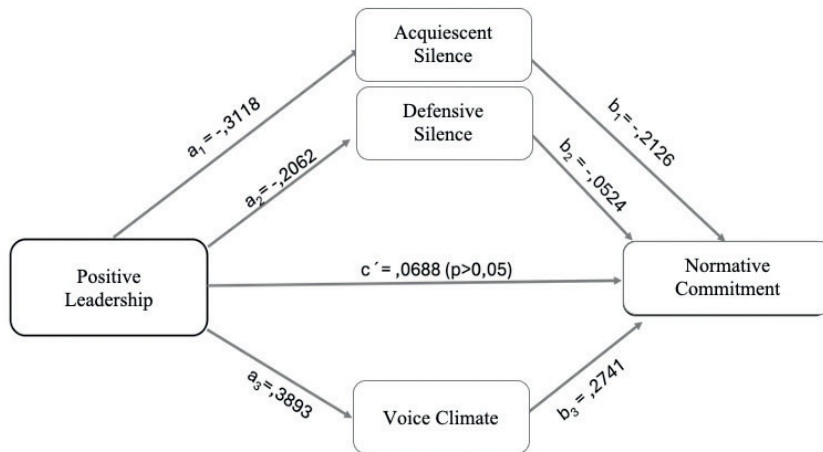 Acquiescent
Silence
Defensive
Silence
a₁ = -,3118
b₁ = -,2126
a₂ = -,2062
b₂ = -,0524
Positive
Leadership
c´= ,0688 (p>0,05)
Normative
Commitment
a₃=,3893
b₃ = ,2741
Voice Climate